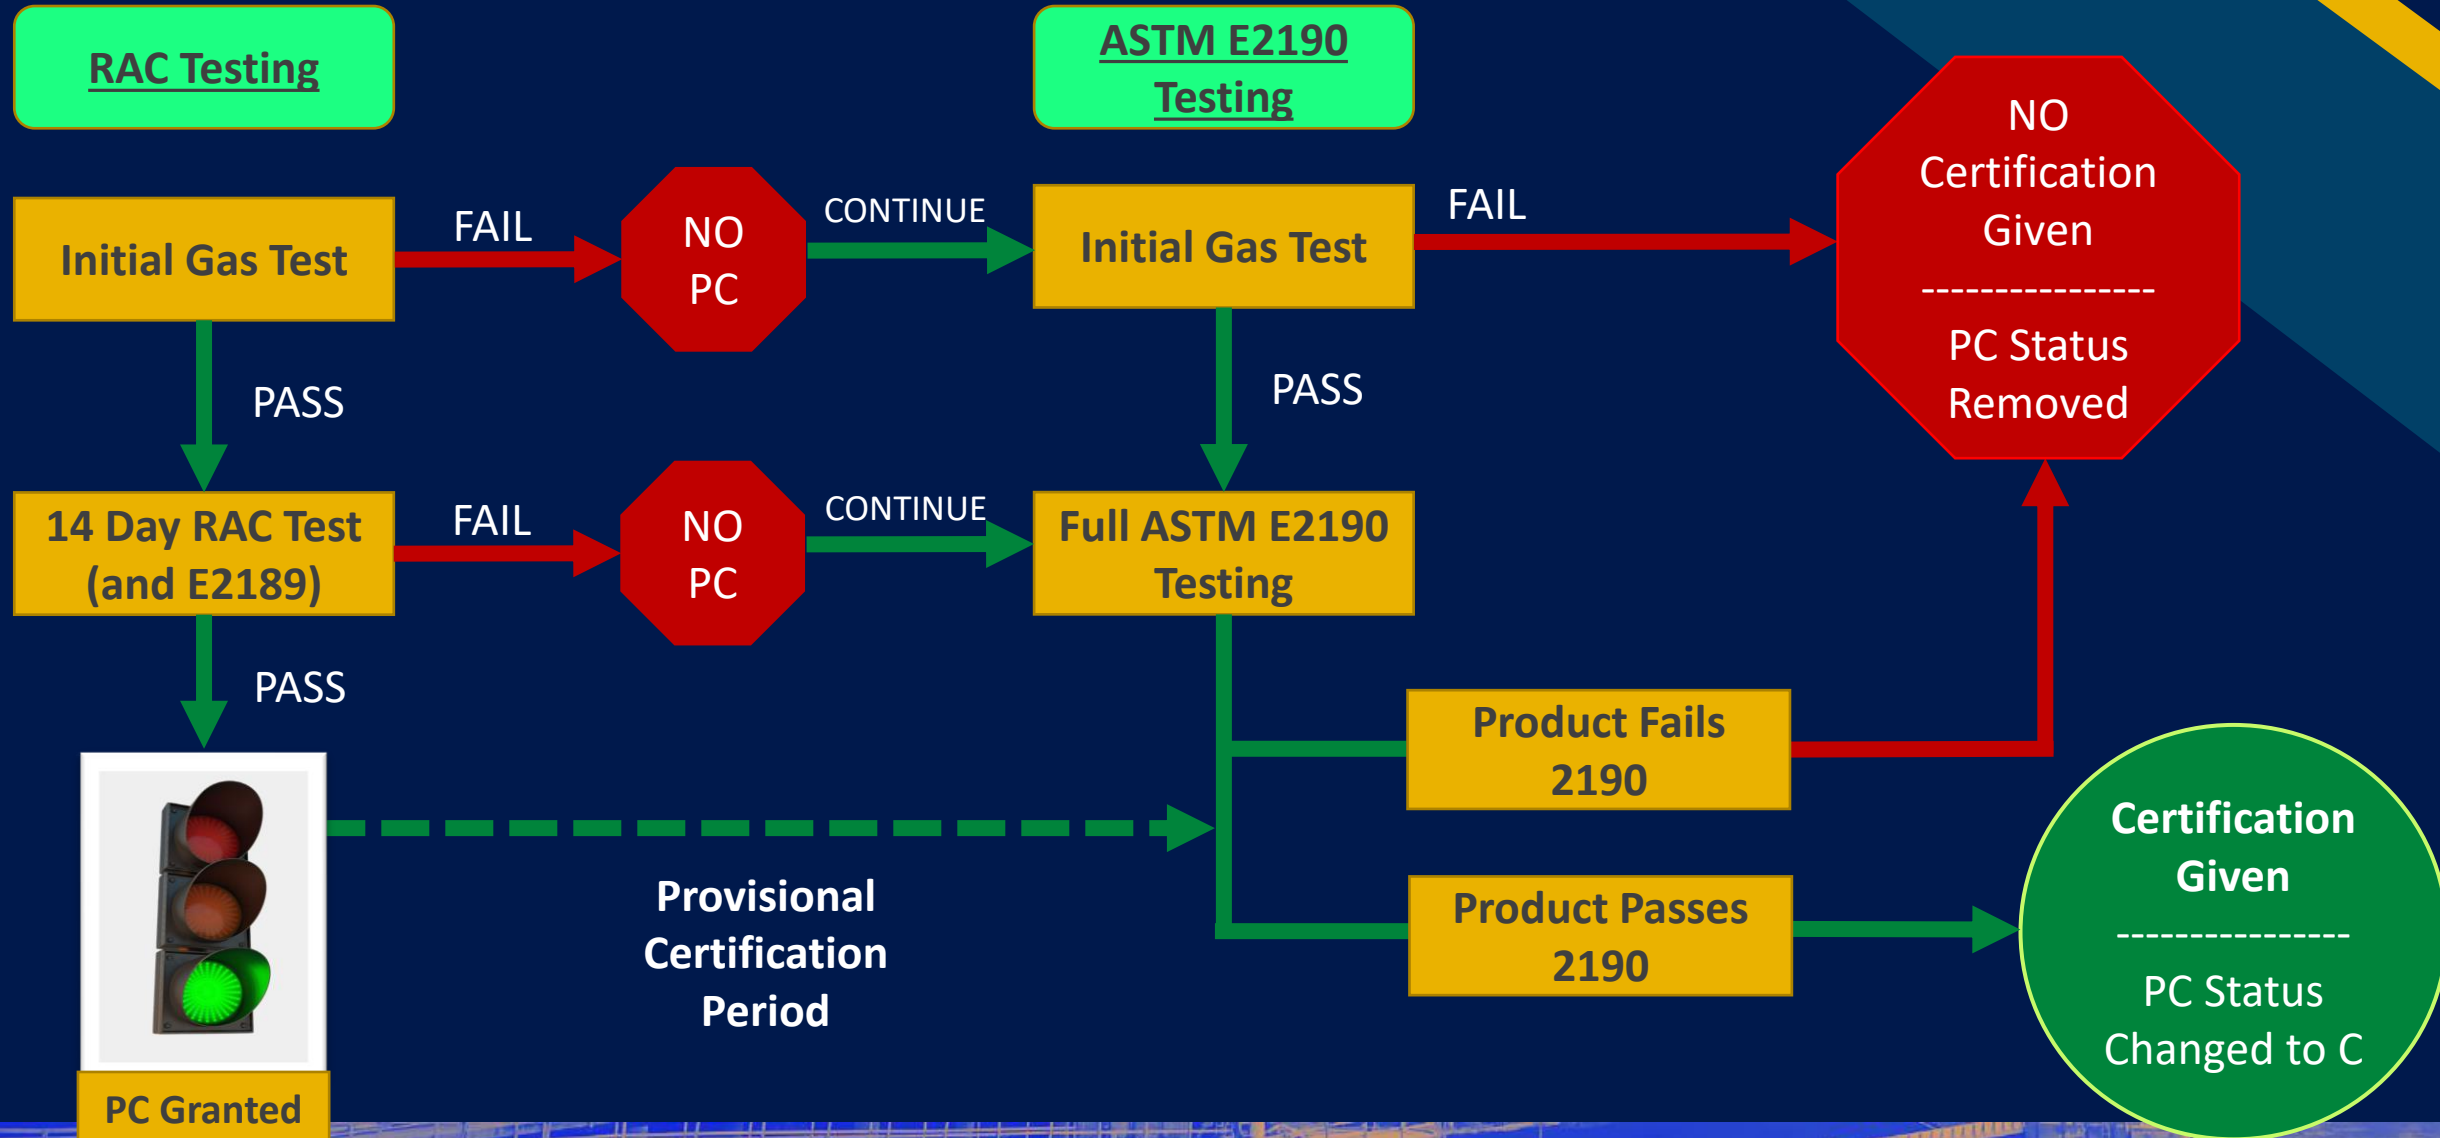 RAC Testing
ASTM E2190
Testing
Initial Gas Test
FAIL
NO
PC
CONTINUE
Initial Gas Test
FAIL
NO
Certification
Given
----------------
PC Status
Removed
PASS
PASS
14 Day RAC Test
(and E2189)
FAIL
NO
PC
CONTINUE
Full ASTM E2190
Testing
PASS
Product Fails
2190
Provisional
Certification
Period
Product Passes
2190
Certification
Given
----------------
PC Status
Changed to C
PC Granted